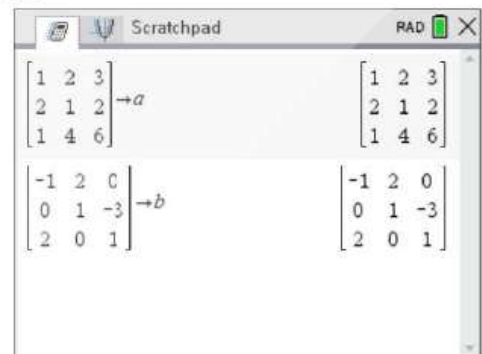 Scratchpad RAD
[1 2 3] [1 2 3]
[2 1 2]→a [2 1 2]
[1 4 6] [1 4 6]
[-1 2 0] [-1 2 0]
[0 1 -3]→b [0 1 -3]
[2 0 1] [2 0 1]